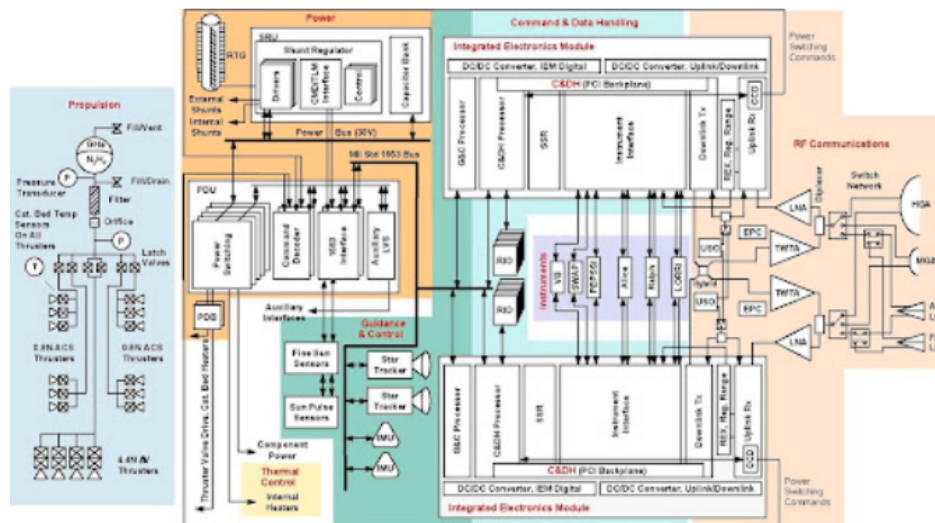 Propulsion
Fill/Vent
N₂H₄
Pressure
Transducer
P
Fill/Drain
Filter
Orifice
Cat. Bed Temp
Sensors
On All
Thrusters
P
Latch
Valves
T
0.8N ACS
Thrusters
0.8N ACS
Thrusters
4.4N ΔV
Thrusters
Power
RTG
SRU
Shunt Regulator
Drivers
CMD/TLM
Interface
Control
Capacitor Bank
External
Shunts
Internal
Shunts
Power Bus (30V)
Mil Std 1553 Bus
PDU
Power
Switching
Command
Decoder
1553
Interface
Auxiliary
LVS
PDB
Auxiliary
Interfaces
Thruster Valve Drive, Cat. Bed Heaters
Guidance
& Control
Fine Sun
Sensors
Sun Pulse
Sensors
Star
Tracker
Star
Tracker
IMU
IMU
Component
Power
Thermal
Control
Internal
Heaters
Command & Data Handling
Integrated Electronics Module
DC/DC Converter, IEM Digital
DC/DC Converter, Uplink/Downlink
C&DH (PCI Backplane)
G&C Processor
C&DH Processor
SSR
Instrument
Interface
Downlink Tx
REX, Reg. Range
Uplink Rx
CCD
Power
Switching
Commands
RIO
RIO
Instruments
SWAP
PEPSSI
Alice
Ralph
LORRI
RF Communications
Switch
Network
Diplexer
LNA
HGA
EPC
USO
TWTA
MGA
Hybrid
USO
TWTA
EPC
LNA
G&C Processor
C&DH Processor
SSR
Instrument
Interface
Downlink Tx
REX, Reg. Range
Uplink Rx
CCD
C&DH (PCI Backplane)
DC/DC Converter, IEM Digital
DC/DC Converter, Uplink/Downlink
Integrated Electronics Module
Power
Switching
Commands